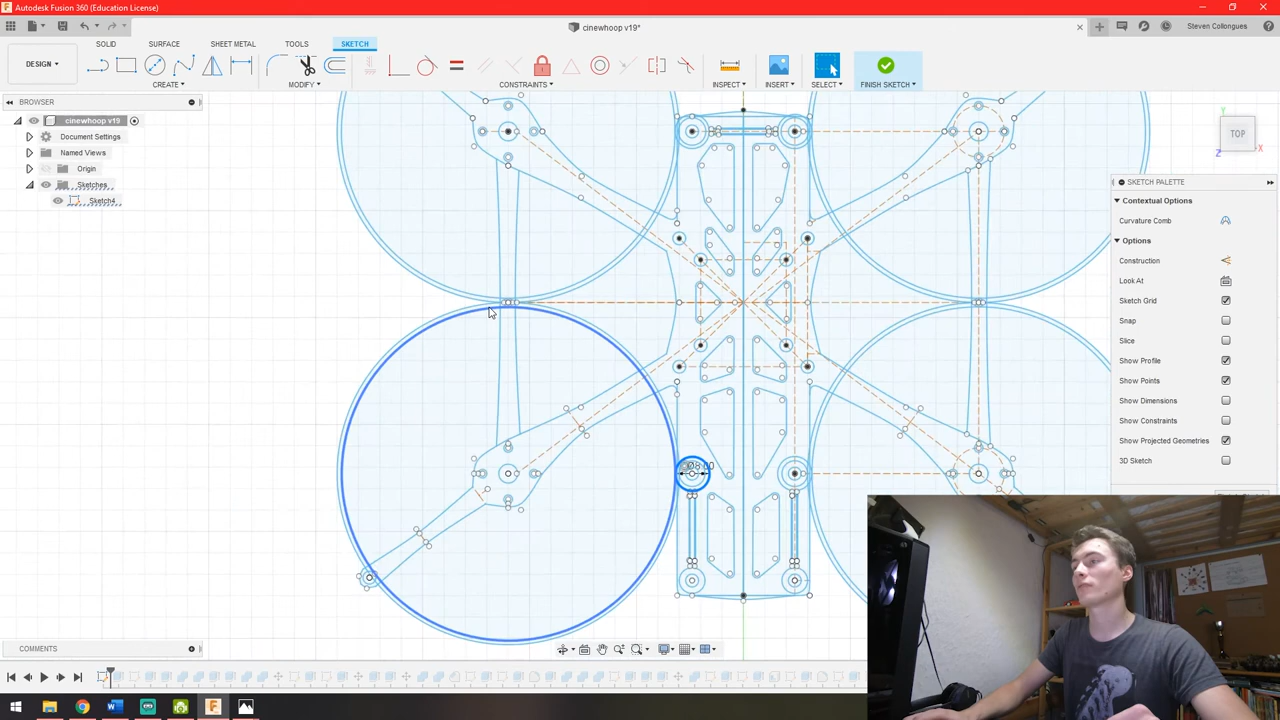 Autodesk Fusion 360 (Education License)
cinewhoop v19*
Steven Collongues
DESIGN
SOLID
SURFACE
SHEET METAL
TOOLS
SKETCH
CREATE
MODIFY
CONSTRAINTS
INSPECT
INSERT
SELECT
FINISH SKETCH
BROWSER
cinewhoop v19
Document Settings
Named Views
Origin
Sketches
Sketch4
TOP
Y
X
Z
SKETCH PALETTE
Contextual Options
Curvature Comb
Options
Construction
Look At
Sketch Grid
Snap
Slice
Show Profile
Show Points
Show Dimensions
Show Constraints
Show Projected Geometries
3D Sketch
COMMENTS